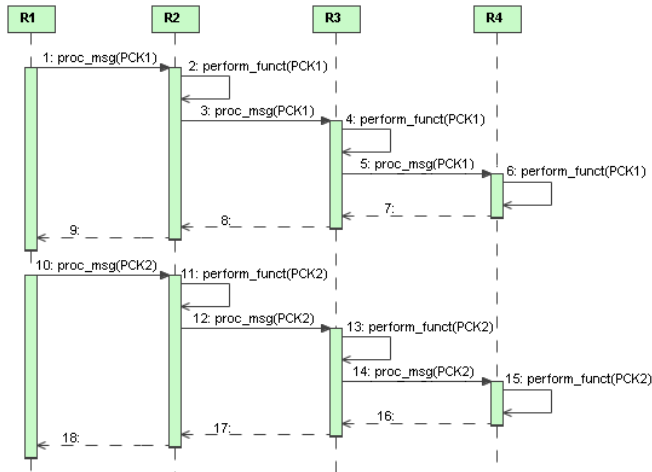 R1
R2
R3
R4
1: proc_msg(PCK1)
2: perform_funct(PCK1)
3: proc_msg(PCK1)
4: perform_funct(PCK1)
5: proc_msg(PCK1)
6: perform_funct(PCK1)
7:
8:
9:
10: proc_msg(PCK2)
11: perform_funct(PCK2)
12: proc_msg(PCK2)
13: perform_funct(PCK2)
14: proc_msg(PCK2)
15: perform_funct(PCK2)
16:
17:
18: